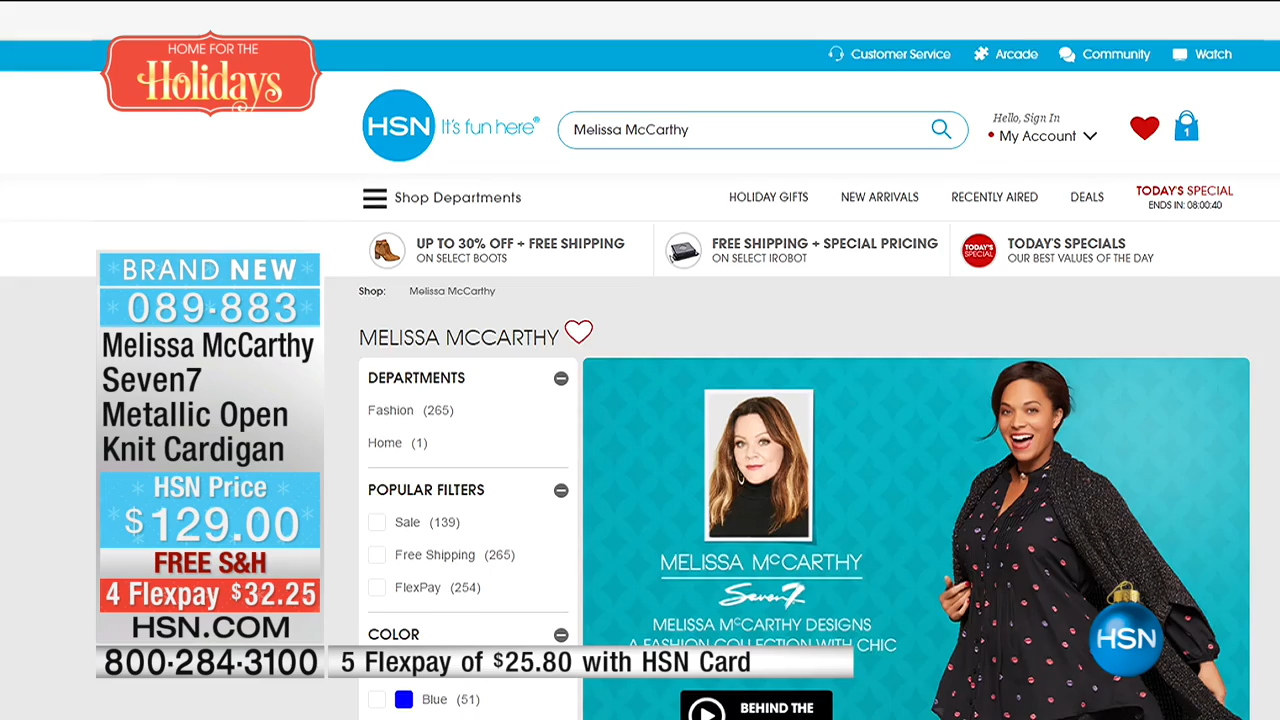 HOME FOR THE
Holidays
Customer Service
Arcade
Community
Watch
HSN It's fun here®
Melissa McCarthy
Hello, Sign In
My Account
1
Shop Departments
HOLIDAY GIFTS
NEW ARRIVALS
RECENTLY AIRED
DEALS
TODAY'S SPECIAL
ENDS IN: 08:00:40
UP TO 30% OFF + FREE SHIPPING
ON SELECT BOOTS
FREE SHIPPING + SPECIAL PRICING
ON SELECT IROBOT
TODAY'S SPECIAL
TODAY'S SPECIALS
OUR BEST VALUES OF THE DAY
BRAND NEW
089·883
Melissa McCarthy
Seven7
Metallic Open
Knit Cardigan
HSN Price
$129.00
FREE S&H
4 Flexpay $32.25
HSN.COM
800·284·3100
5 Flexpay of $25.80 with HSN Card
Shop: Melissa McCarthy
MELISSA MCCARTHY
DEPARTMENTS
Fashion (265)
Home (1)
POPULAR FILTERS
Sale (139)
Free Shipping (265)
FlexPay (254)
COLOR
Blue (51)
MELISSA McCARTHY
Seven7
MELISSA McCARTHY DESIGNS
A FASHION COLLECTION WITH CHIC
BEHIND THE
HSN